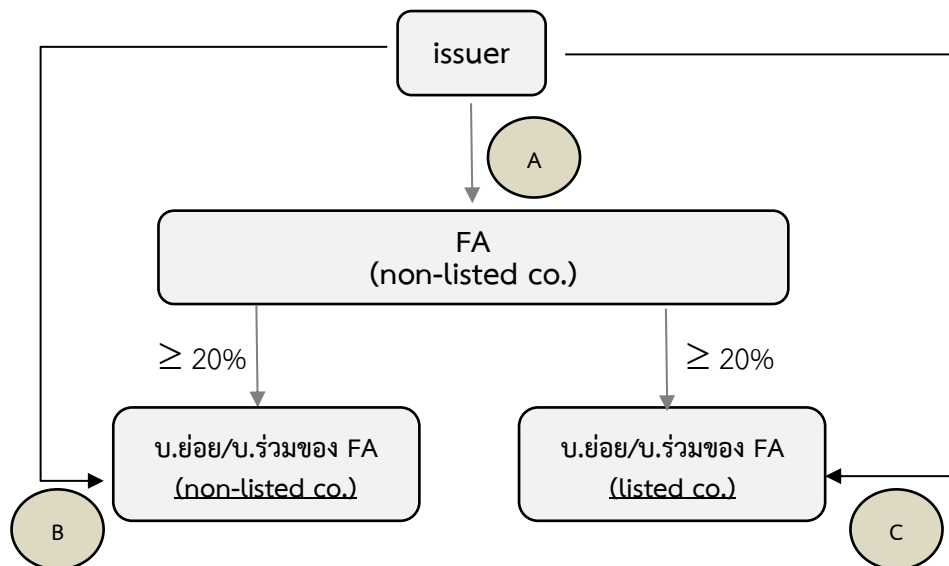 issuer
A
FA
(non-listed co.)
≥ 20%
≥ 20%
บ.ย่อย/บ.ร่วมของ FA
(non-listed co.)
บ.ย่อย/บ.ร่วมของ FA
(listed co.)
B
C